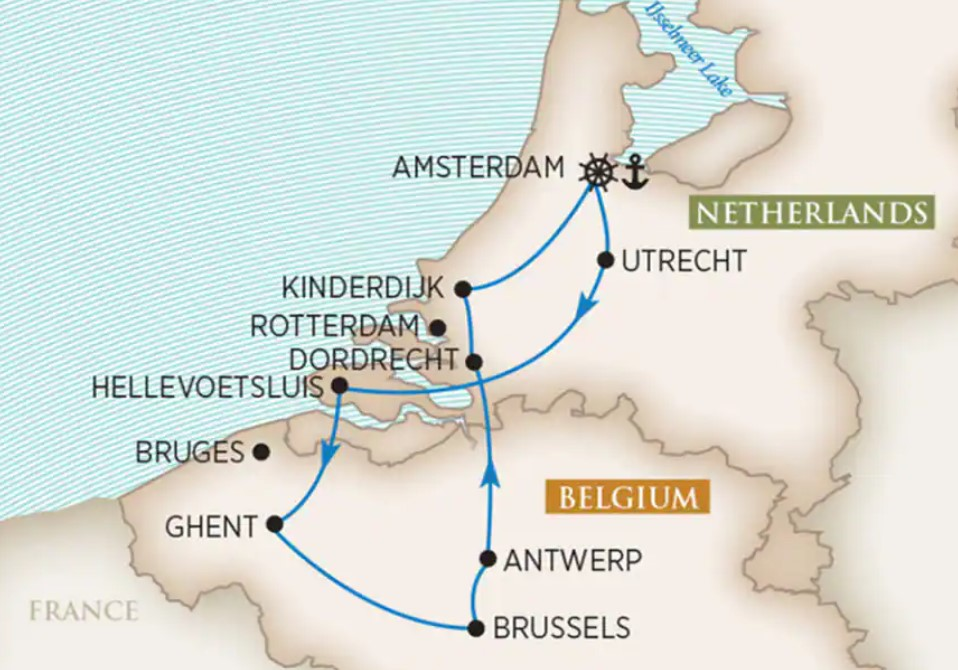 IJsselmeer Lake
AMSTERDAM
NETHERLANDS
UTRECHT
KINDERDIJK
ROTTERDAM
DORDRECHT
HELLEVOETSLUIS
BRUGES
BELGIUM
GHENT
ANTWERP
FRANCE
BRUSSELS